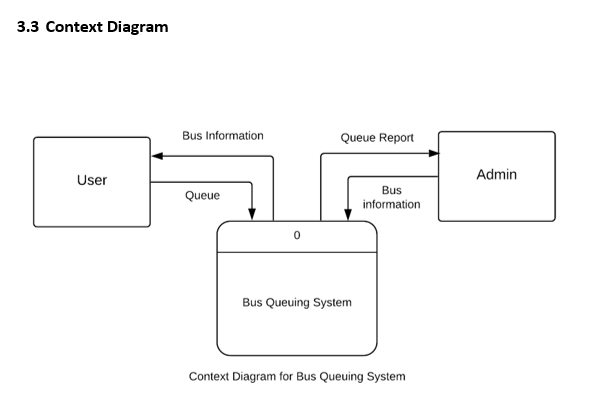 3.3 Context Diagram
Bus Information
Queue Report
User
Admin
Queue
Bus
information
0
Bus Queuing System
Context Diagram for Bus Queuing System